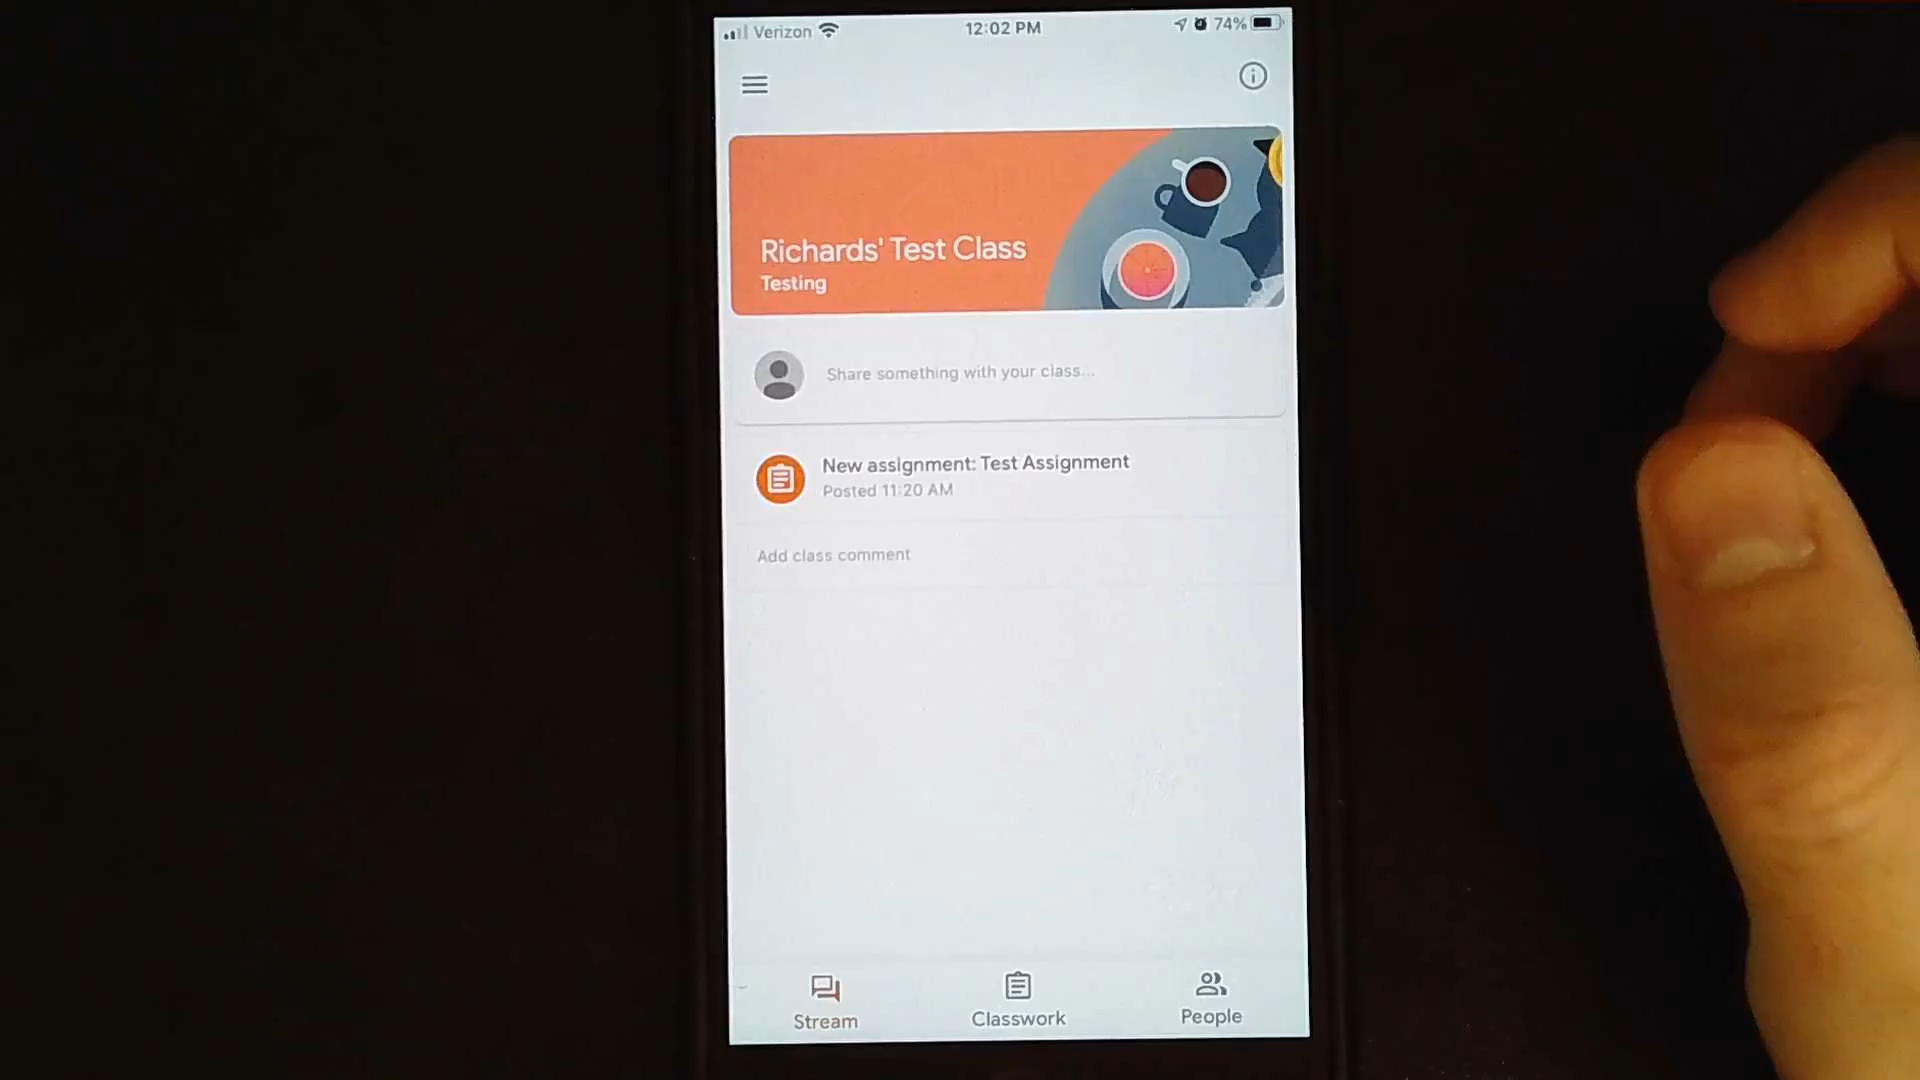 Verizon 12:02 PM 74%
Richards' Test Class
Testing
Share something with your class...
New assignment: Test Assignment
Posted 11:20 AM
Add class comment
Stream Classwork People